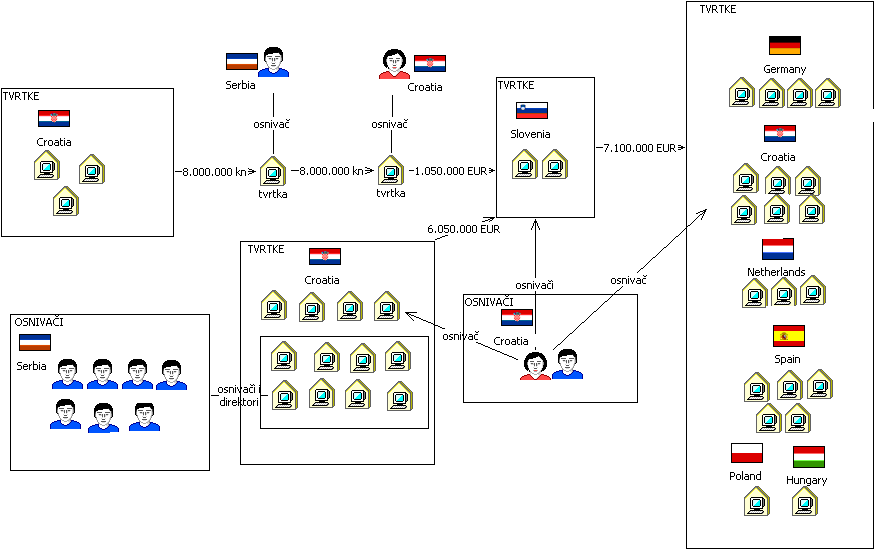 TVRTKE
Germany
Serbia
Croatia
TVRTKE
Croatia
osnivač
osnivač
TVRTKE
Slovenia
7.100.000 EUR
Croatia
8.000.000 kn
8.000.000 kn
1.050.000 EUR
tvrtka
tvrtka
6.050.000 EUR
TVRTKE
Croatia
Netherlands
osnivači
osnivač
OSNIVAČI
Croatia
osnivač
OSNIVAČI
Serbia
osnivači i
direktori
Spain
Poland
Hungary